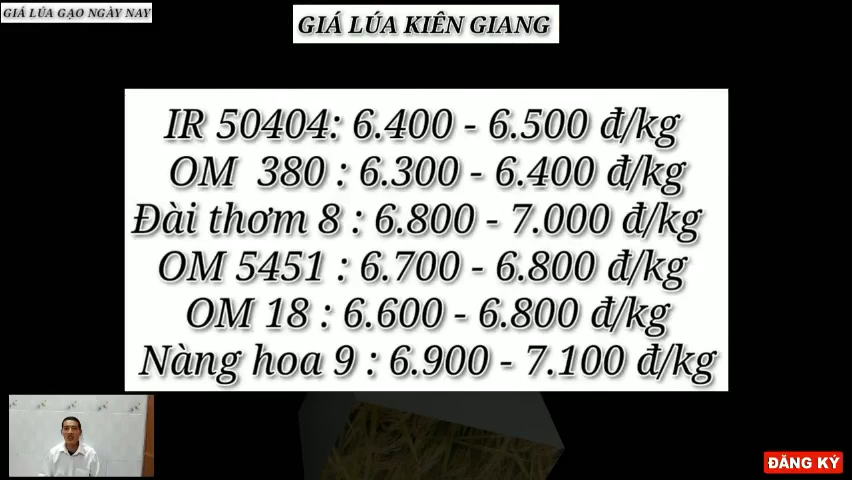 GIÁ LÚA GẠO NGÀY NAY
GIÁ LÚA KIÊN GIANG
IR 50404: 6.400 - 6.500 đ/kg
OM 380 : 6.300 - 6.400 đ/kg
Đài thơm 8 : 6.800 - 7.000 đ/kg
OM 5451 : 6.700 - 6.800 đ/kg
OM 18 : 6.600 - 6.800 đ/kg
Nàng hoa 9 : 6.900 - 7.100 đ/kg
ĐĂNG KÝ